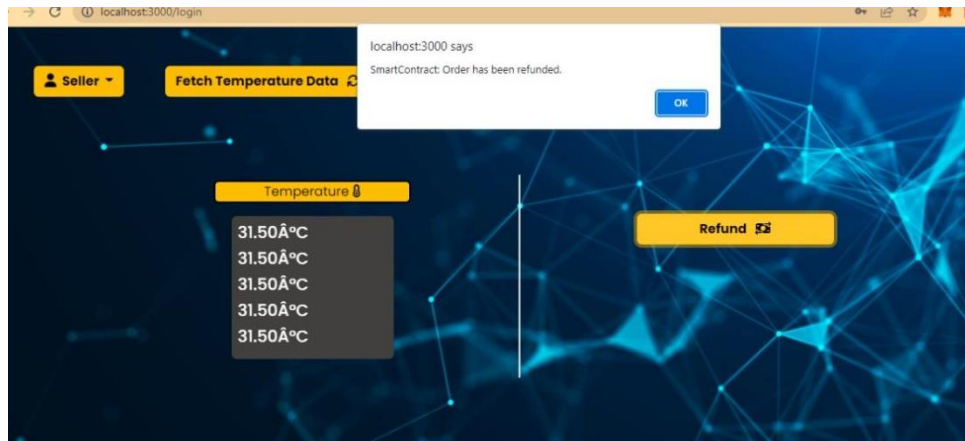 localhost:3000/login
localhost:3000 says
SmartContract: Order has been refunded.
OK
Seller
Fetch Temperature Data
Temperature
31.50Â°C
31.50Â°C
31.50Â°C
31.50Â°C
31.50Â°C
Refund